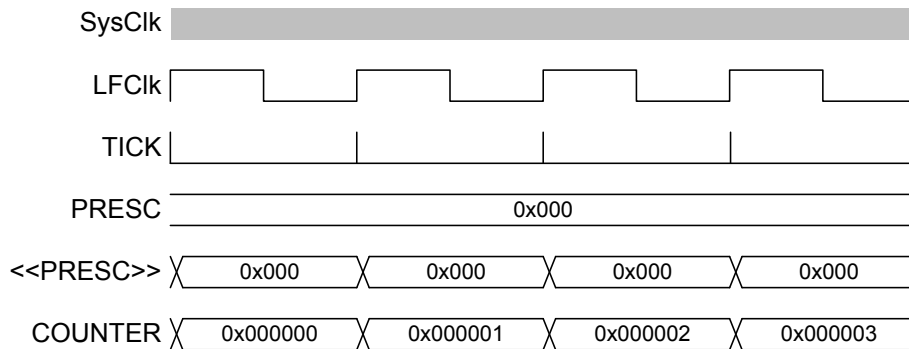 SysClk
LFClk
TICK
PRESC 0x000
<<PRESC>> 0x000 0x000 0x000 0x000
COUNTER 0x000000 0x000001 0x000002 0x000003